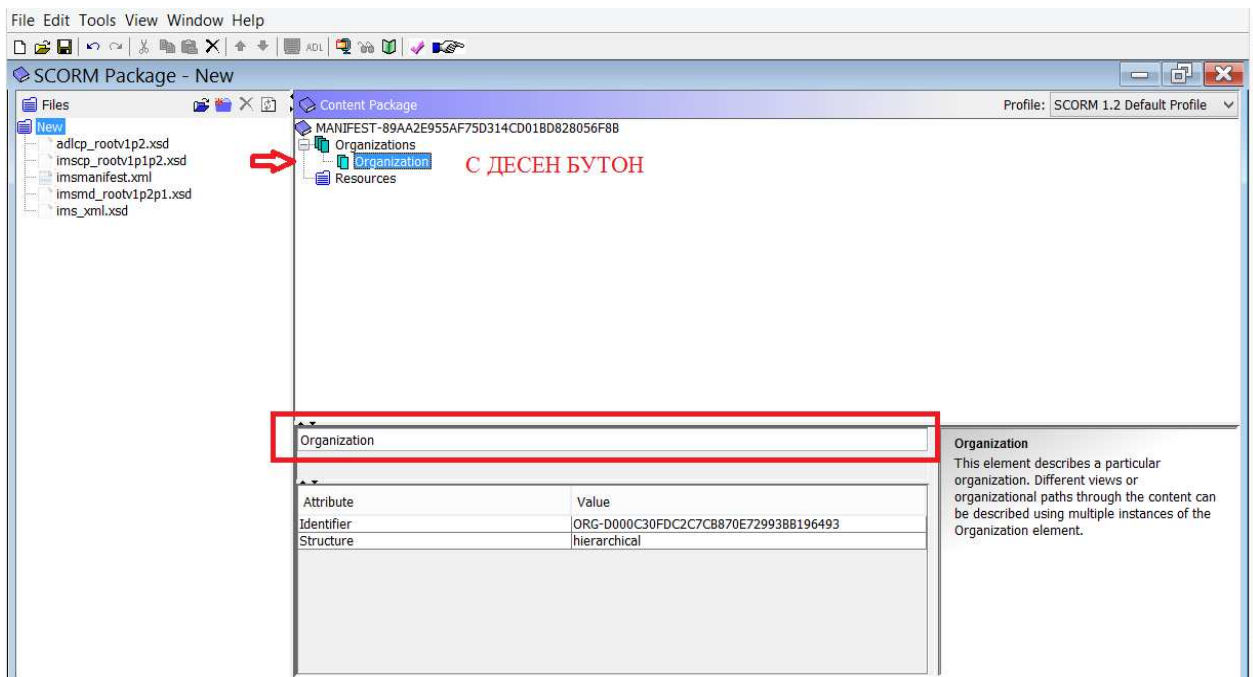 File Edit Tools View Window Help
ADL
SCORM Package - New
Files
Content Package
Profile: SCORM 1.2 Default Profile
New
adlcp_rootv1p2.xsd
imscp_rootv1p1p2.xsd
imsmanifest.xml
imsmd_rootv1p2p1.xsd
ims_xml.xsd
MANIFEST-89AA2E955AF75D314CD01BD828056F8B
Organizations
Organization
С ДЕСЕН БУТОН
Resources
Organization
Attribute Value
Identifier ORG-D000C30FDC2C7CB870E72993BB196493
Structure hierarchical
Organization
This element describes a particular
organization. Different views or
organizational paths through the content can
be described using multiple instances of the
Organization element.